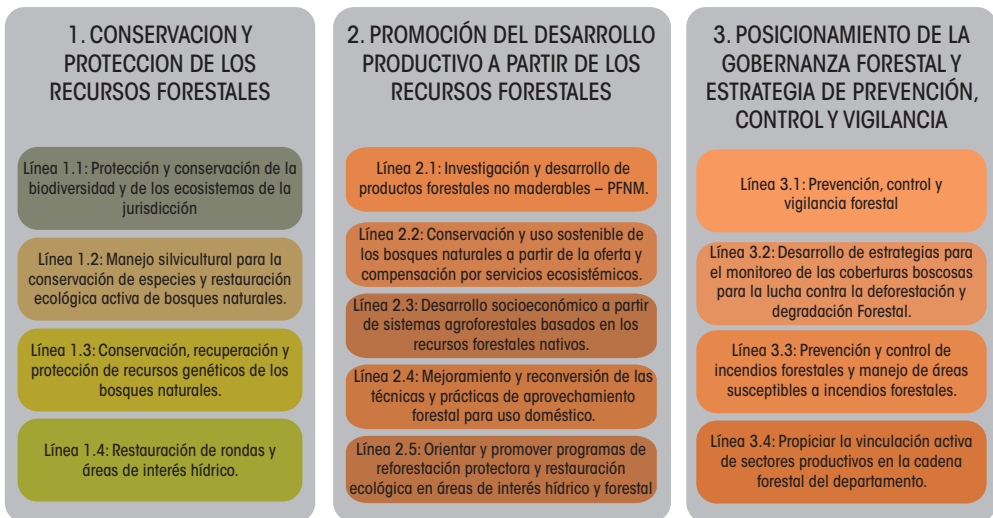 1. CONSERVACION Y
PROTECCION DE LOS
RECURSOS FORESTALES
Línea 1.1: Protección y conservación de la
biodiversidad y de los ecosistemas de la
jurisdicción
Línea 1.2: Manejo silvicultural para la
conservación de especies y restauración
ecológica activa de bosques naturales.
Línea 1.3: Conservación, recuperación y
protección de recursos genéticos de los
bosques naturales.
Línea 1.4: Restauración de rondas y
áreas de interés hídrico.
2. PROMOCIÓN DEL DESARROLLO
PRODUCTIVO A PARTIR DE LOS
RECURSOS FORESTALES
Línea 2.1: Investigación y desarrollo de
productos forestales no maderables – PFNM.
Línea 2.2: Conservación y uso sostenible de
los bosques naturales a partir de la oferta y
compensación por servicios ecosistémicos.
Línea 2.3: Desarrollo socioeconómico a partir
de sistemas agroforestales basados en los
recursos forestales nativos.
Línea 2.4: Mejoramiento y reconversión de las
técnicas y prácticas de aprovechamiento
forestal para uso doméstico.
Línea 2.5: Orientar y promover programas de
reforestación protectora y restauración
ecológica en áreas de interés hídrico y forestal
3. POSICIONAMIENTO DE LA
GOBERNANZA FORESTAL Y
ESTRATEGIA DE PREVENCIÓN,
CONTROL Y VIGILANCIA
Línea 3.1: Prevención, control y
vigilancia forestal
Línea 3.2: Desarrollo de estrategias para
el monitoreo de las coberturas boscosas
para la lucha contra la deforestación y
degradación Forestal.
Línea 3.3: Prevención y control de
incendios forestales y manejo de áreas
susceptibles a incendios forestales.
Línea 3.4: Propiciar la vinculación activa
de sectores productivos en la cadena
forestal del departamento.